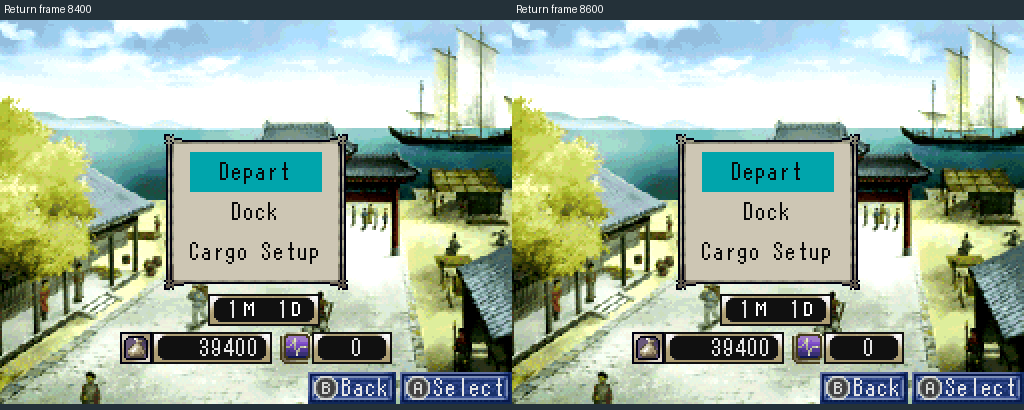 Return frame 8400
Depart
Dock
Cargo Setup
1M 1D
39400
0
B Back
A Select
Return frame 8600
Depart
Dock
Cargo Setup
1M 1D
39400
0
B Back
A Select